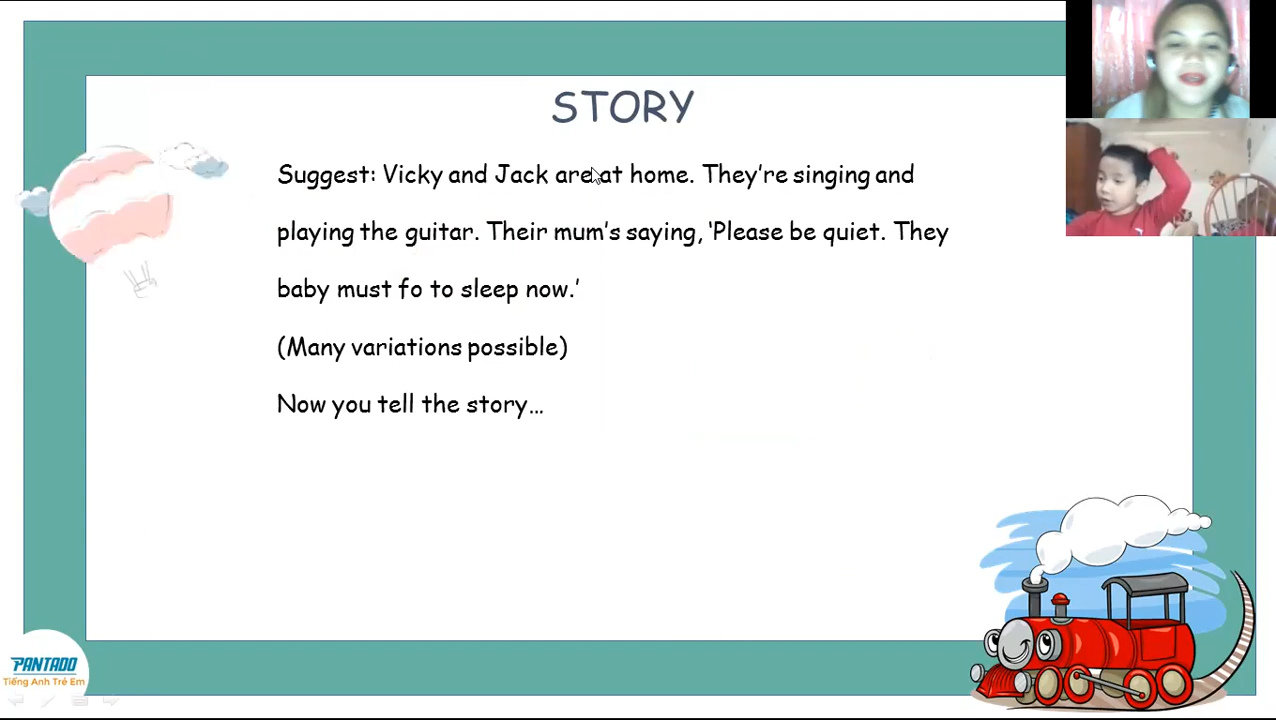 STORY
Suggest: Vicky and Jack are at home. They're singing and
playing the guitar. Their mum's saying, 'Please be quiet. They
baby must fo to sleep now.'
(Many variations possible)
Now you tell the story…
PANTADO
Tiếng Anh Trẻ Em